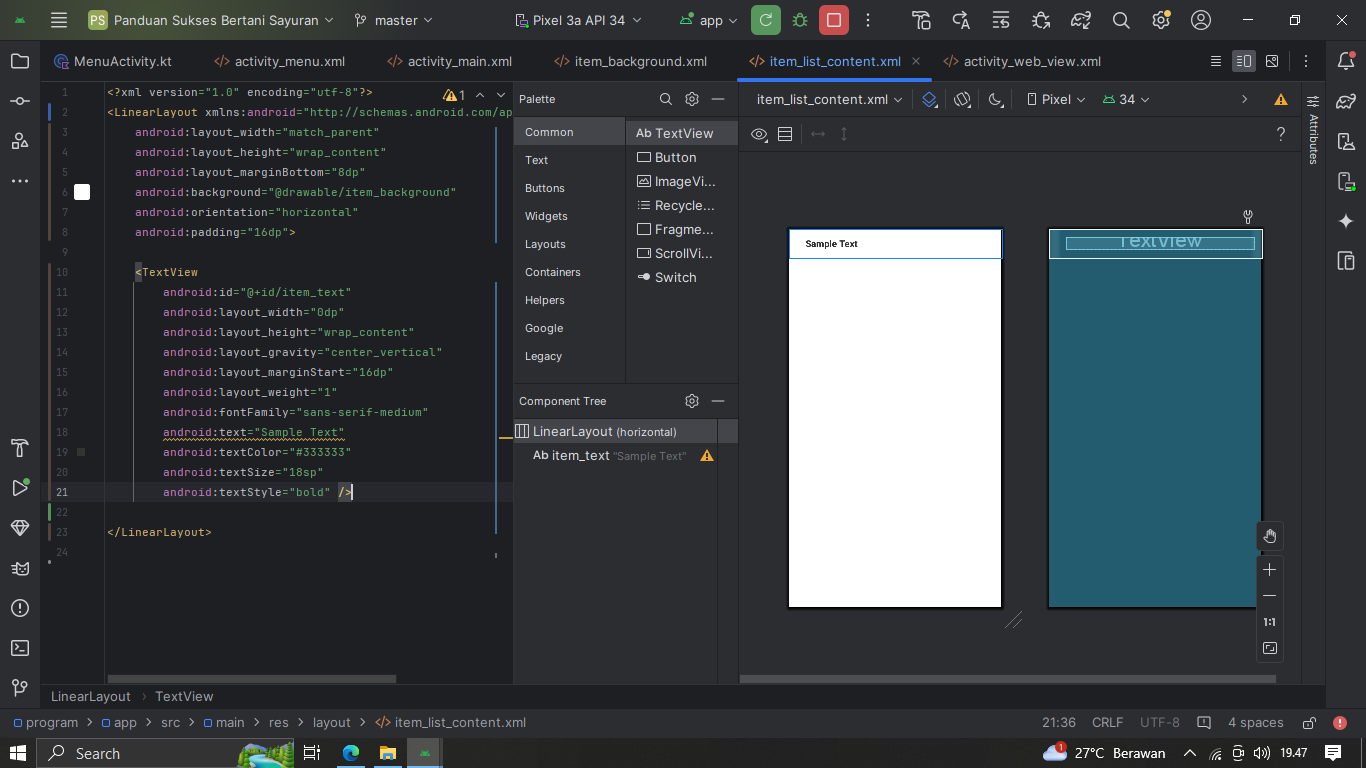 PS Panduan Sukses Bertani Sayuran master Pixel 3a API 34 app
MenuActivity.kt activity_menu.xml activity_main.xml item_background.xml item_list_content.xml activity_web_view.xml
1 <?xml version="1.0" encoding="utf-8"?> 1
2 <LinearLayout xmlns:android="http://schemas.android.com/ap
3 android:layout_width="match_parent"
4 android:layout_height="wrap_content"
5 android:layout_marginBottom="8dp"
6 android:background="@drawable/item_background"
7 android:orientation="horizontal"
8 android:padding="16dp">
9
10 <TextView
11 android:id="@+id/item_text"
12 android:layout_width="0dp"
13 android:layout_height="wrap_content"
14 android:layout_gravity="center_vertical"
15 android:layout_marginStart="16dp"
16 android:layout_weight="1"
17 android:fontFamily="sans-serif-medium"
18 android:text="Sample Text"
19 android:textColor="#333333"
20 android:textSize="18sp"
21 android:textStyle="bold" />
22
23 </LinearLayout>
24
Palette
Common
Text
Buttons
Widgets
Layouts
Containers
Helpers
Google
Legacy
Ab TextView
Button
ImageVi...
Recycle...
Fragme...
ScrollVi...
Switch
Component Tree
LinearLayout (horizontal)
Ab item_text "Sample Text"
item_list_content.xml Pixel 34
?
Sample Text
TextView
1:1
Attributes
LinearLayout › TextView
program > app > src > main > res > layout > item_list_content.xml 21:36 CRLF UTF-8 4 spaces
Search 1 27°C Berawan 19.47